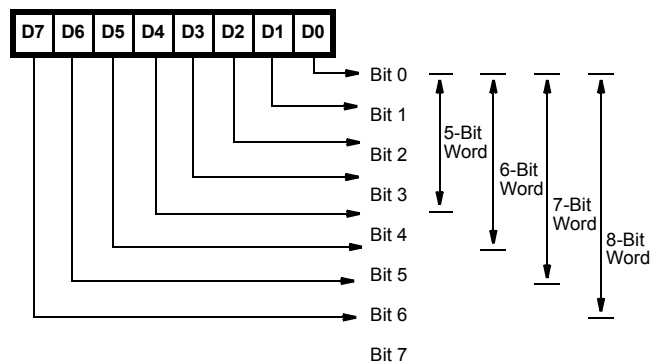 D7 D6 D5 D4 D3 D2 D1 D0
Bit 0
Bit 1
Bit 2
Bit 3
Bit 4
Bit 5
Bit 6
Bit 7
5-Bit
Word
6-Bit
Word
7-Bit
Word
8-Bit
Word